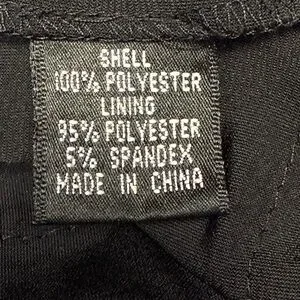 SHELL
100% POLYESTER
LINING
95% POLYESTER
5% SPANDEX
MADE IN CHINA